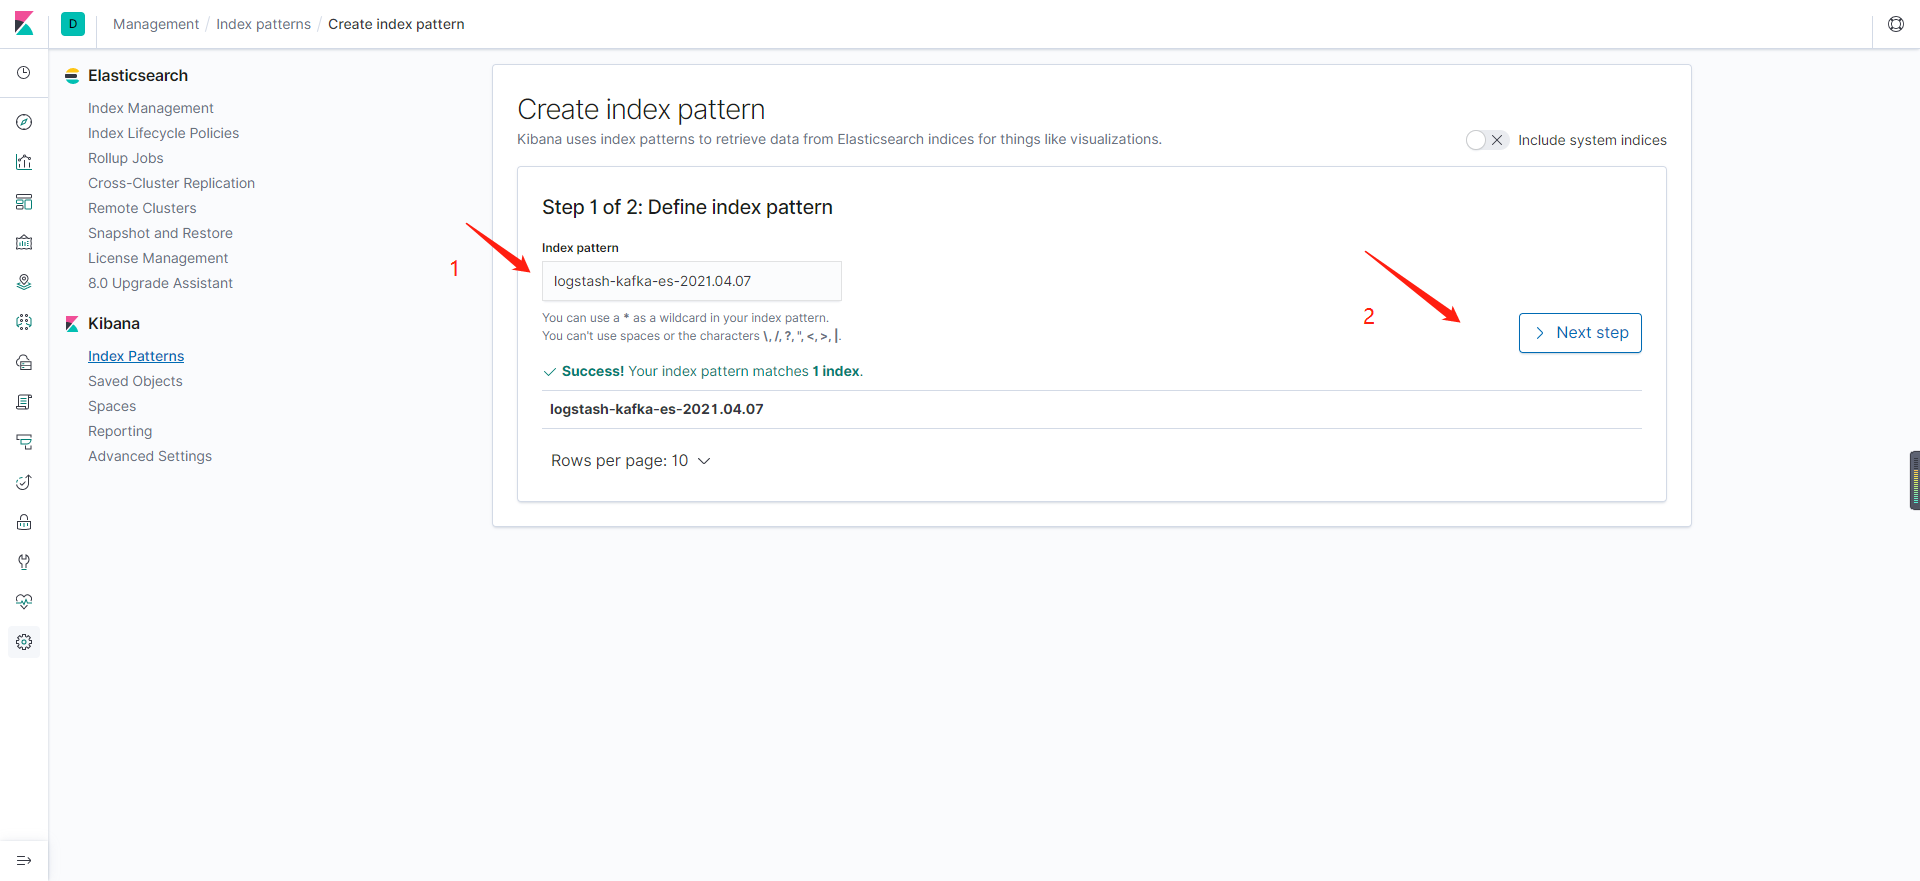 D Management / Index patterns / Create index pattern
Elasticsearch
Index Management
Index Lifecycle Policies
Rollup Jobs
Cross-Cluster Replication
Remote Clusters
Snapshot and Restore
License Management
8.0 Upgrade Assistant
Kibana
Index Patterns
Saved Objects
Spaces
Reporting
Advanced Settings
Create index pattern
Kibana uses index patterns to retrieve data from Elasticsearch indices for things like visualizations.
Include system indices
Step 1 of 2: Define index pattern
Index pattern
1
logstash-kafka-es-2021.04.07
You can use a * as a wildcard in your index pattern.
You can't use spaces or the characters \, /, ?, ", <, >, |.
2
Next step
Success! Your index pattern matches 1 index.
logstash-kafka-es-2021.04.07
Rows per page: 10